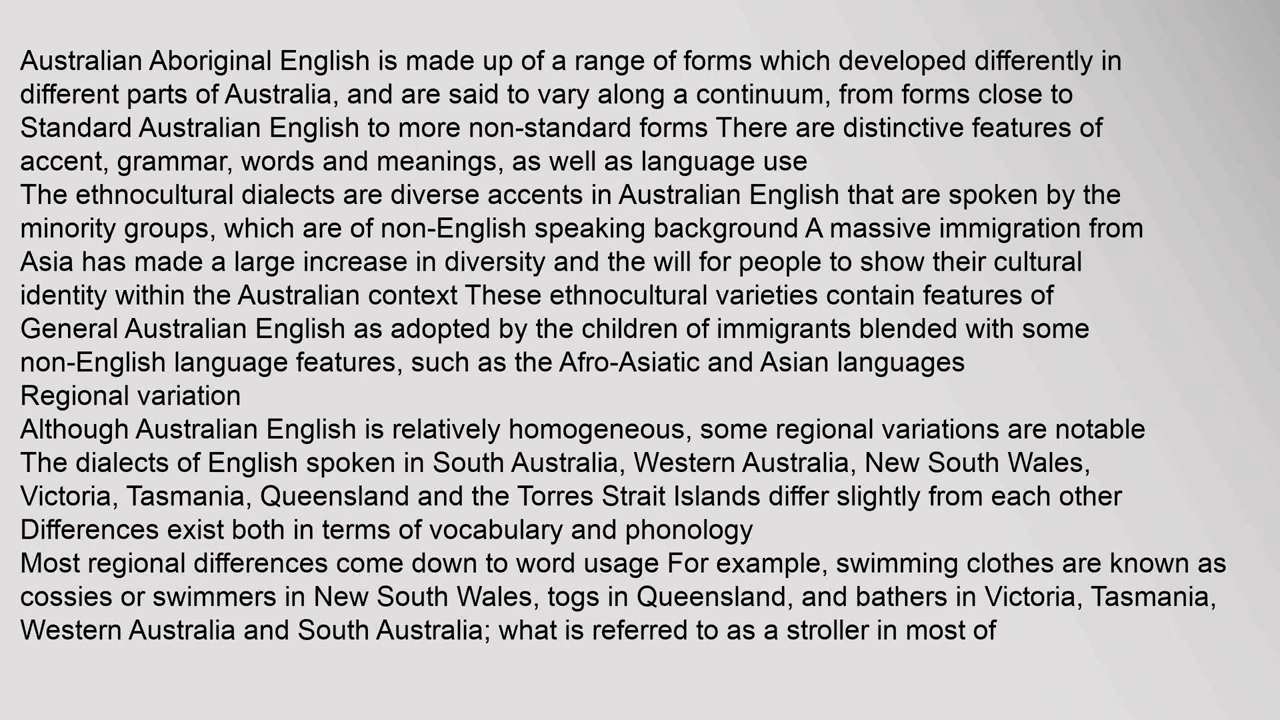 Australian Aboriginal English is made up of a range of forms which developed differently in
different parts of Australia, and are said to vary along a continuum, from forms close to
Standard Australian English to more non-standard forms There are distinctive features of
accent, grammar, words and meanings, as well as language use
The ethnocultural dialects are diverse accents in Australian English that are spoken by the
minority groups, which are of non-English speaking background A massive immigration from
Asia has made a large increase in diversity and the will for people to show their cultural
identity within the Australian context These ethnocultural varieties contain features of
General Australian English as adopted by the children of immigrants blended with some
non-English language features, such as the Afro-Asiatic and Asian languages
Regional variation
Although Australian English is relatively homogeneous, some regional variations are notable
The dialects of English spoken in South Australia, Western Australia, New South Wales,
Victoria, Tasmania, Queensland and the Torres Strait Islands differ slightly from each other
Differences exist both in terms of vocabulary and phonology
Most regional differences come down to word usage For example, swimming clothes are known as
cossies or swimmers in New South Wales, togs in Queensland, and bathers in Victoria, Tasmania,
Western Australia and South Australia; what is referred to as a stroller in most of